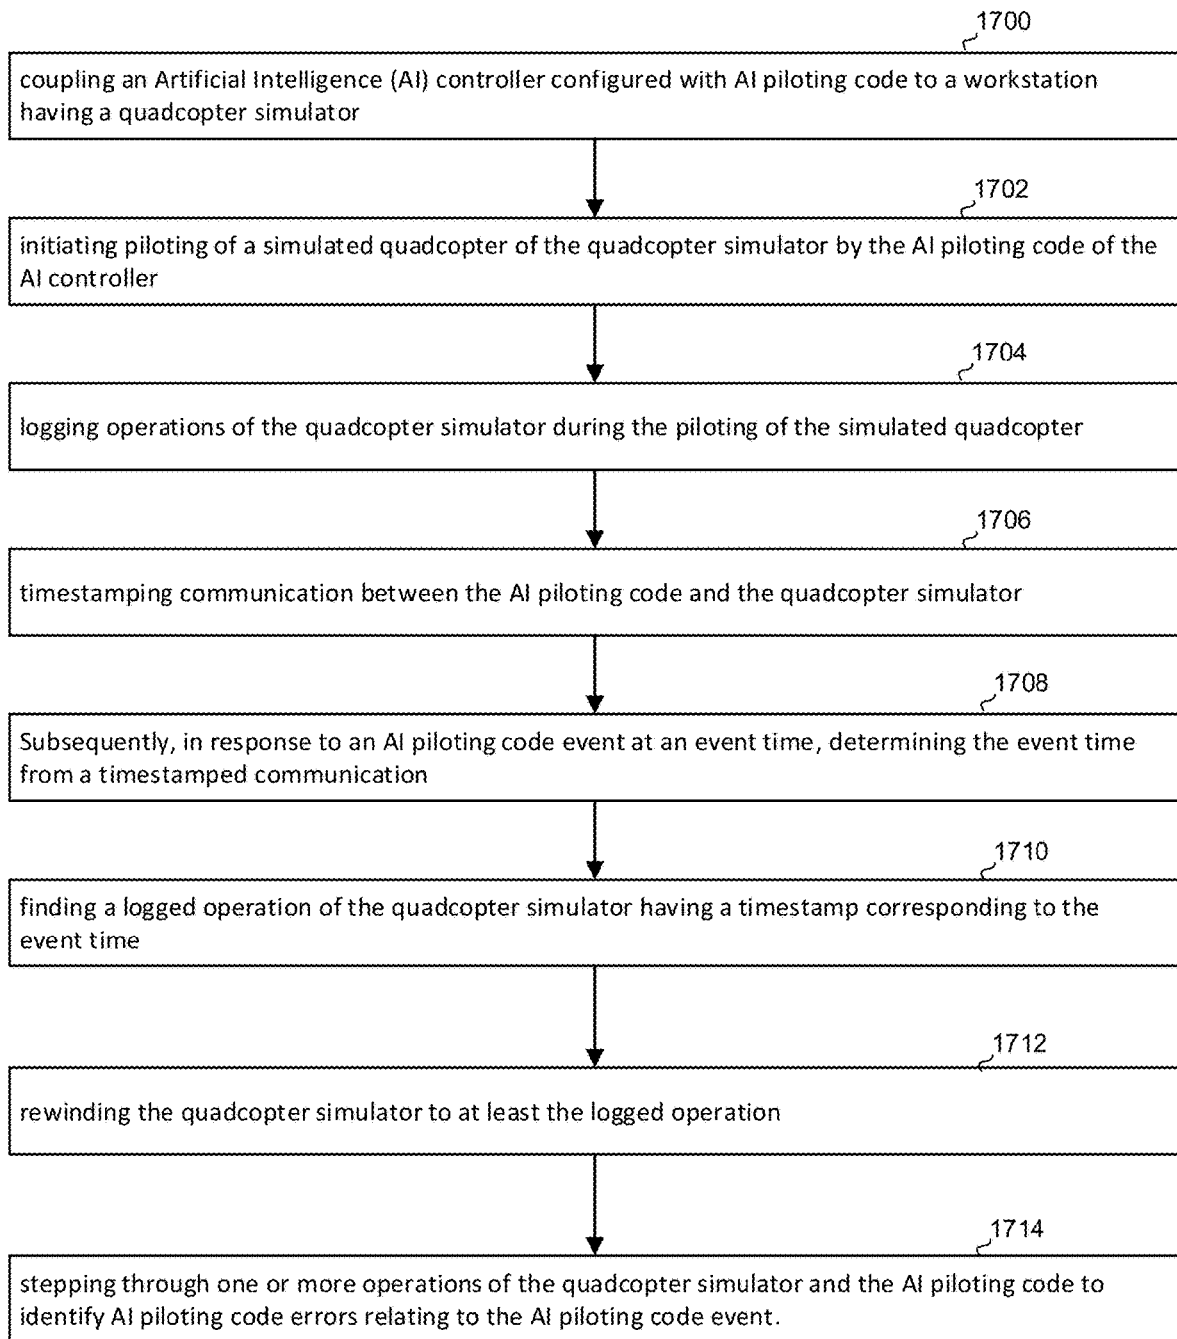 1700
coupling an Artificial Intelligence (AI) controller configured with AI piloting code to a workstation
having a quadcopter simulator
1702
initiating piloting of a simulated quadcopter of the quadcopter simulator by the AI piloting code of the
AI controller
1704
logging operations of the quadcopter simulator during the piloting of the simulated quadcopter
1706
timestamping communication between the AI piloting code and the quadcopter simulator
1708
Subsequently, in response to an AI piloting code event at an event time, determining the event time
from a timestamped communication
1710
finding a logged operation of the quadcopter simulator having a timestamp corresponding to the
event time
1712
rewinding the quadcopter simulator to at least the logged operation
1714
stepping through one or more operations of the quadcopter simulator and the AI piloting code to
identify AI piloting code errors relating to the AI piloting code event.